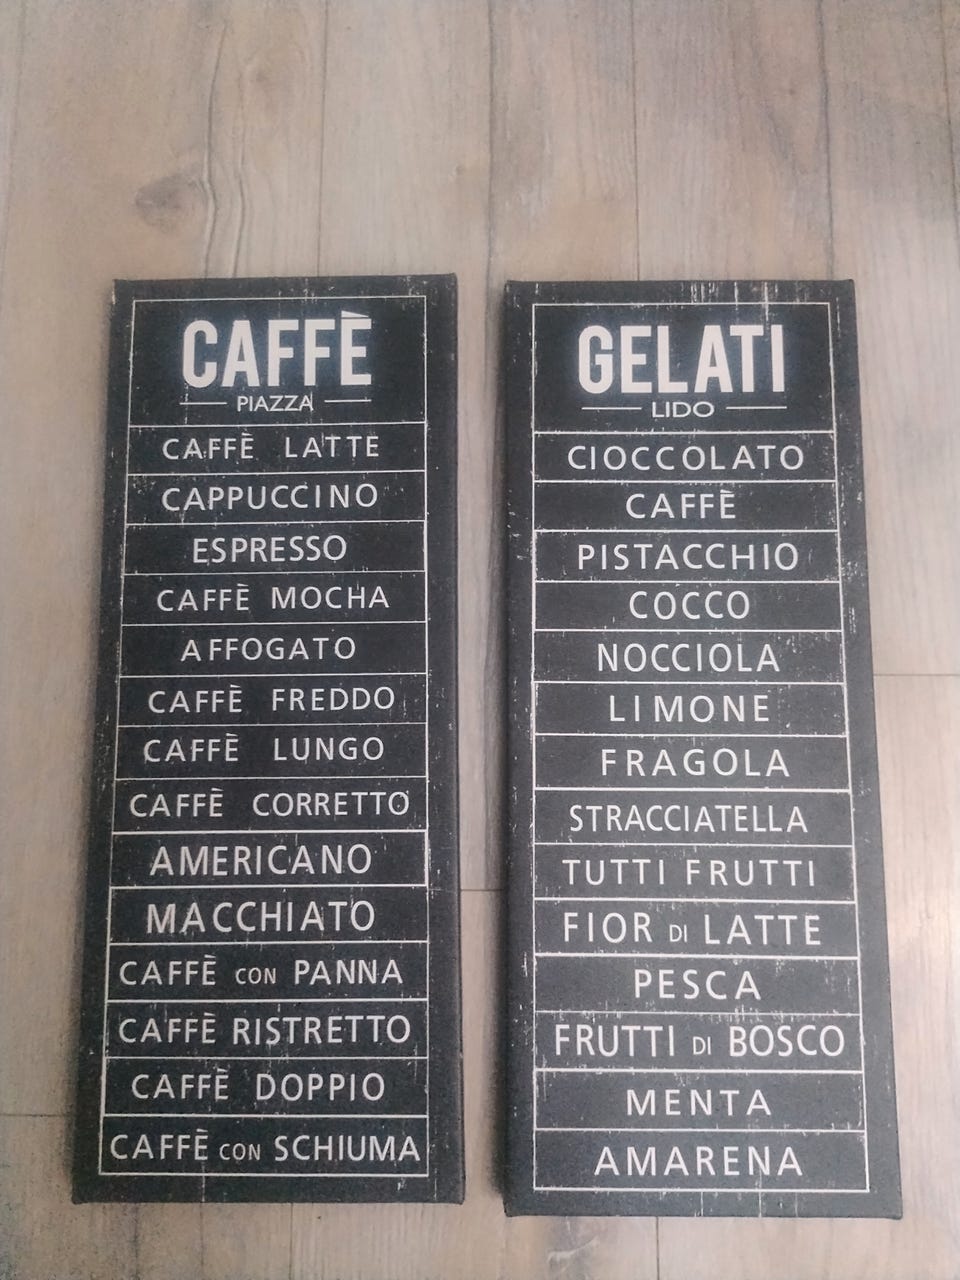 CAFFÈ
PIAZZA
CAFFÈ LATTE
CAPPUCCINO
ESPRESSO
CAFFÈ MOCHA
AFFOGATO
CAFFÈ FREDDO
CAFFÈ LUNGO
CAFFÈ CORRETTO
AMERICANO
MACCHIATO
CAFFÈ CON PANNA
CAFFÈ RISTRETTO
CAFFÈ DOPPIO
CAFFÈ CON SCHIUMA
GELATI
LIDO
CIOCCOLATO
CAFFÈ
PISTACCHIO
COCCO
NOCCIOLA
LIMONE
FRAGOLA
STRACCIATELLA
TUTTI FRUTTI
FIOR DI LATTE
PESCA
FRUTTI DI BOSCO
MENTA
AMARENA